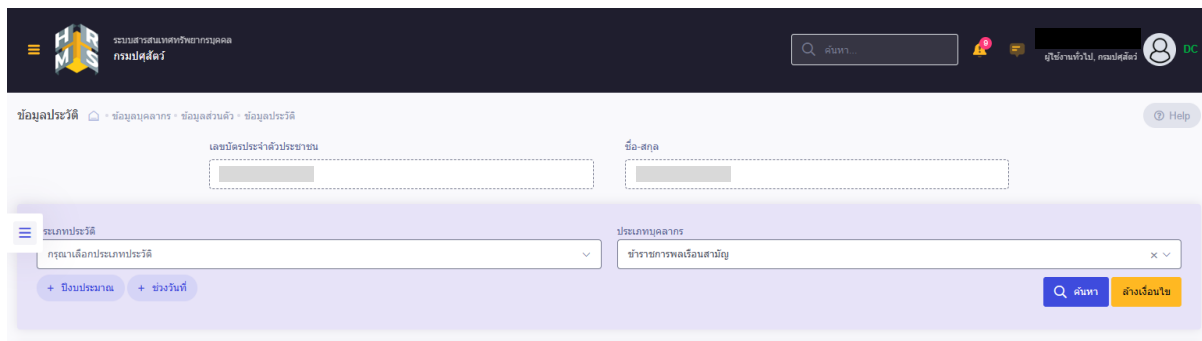 HR
MS
ระบบสารสนเทศทรัพยากรบุคคล
กรมปศุสัตว์
ค้นหา...
9
ผู้ใช้งานทั่วไป, กรมปศุสัตว์
DC
ข้อมูลประวัติ
ข้อมูลบุคลากร - ข้อมูลส่วนตัว - ข้อมูลประวัติ
Help
เลขบัตรประจำตัวประชาชน
ชื่อ-สกุล
ระเภทประวัติ
ประเภทบุคลากร
กรุณาเลือกประเภทประวัติ
ข้าราชการพลเรือนสามัญ
+ ปีงบประมาณ
+ ช่วงวันที่
ค้นหา
ล้างเงื่อนไข